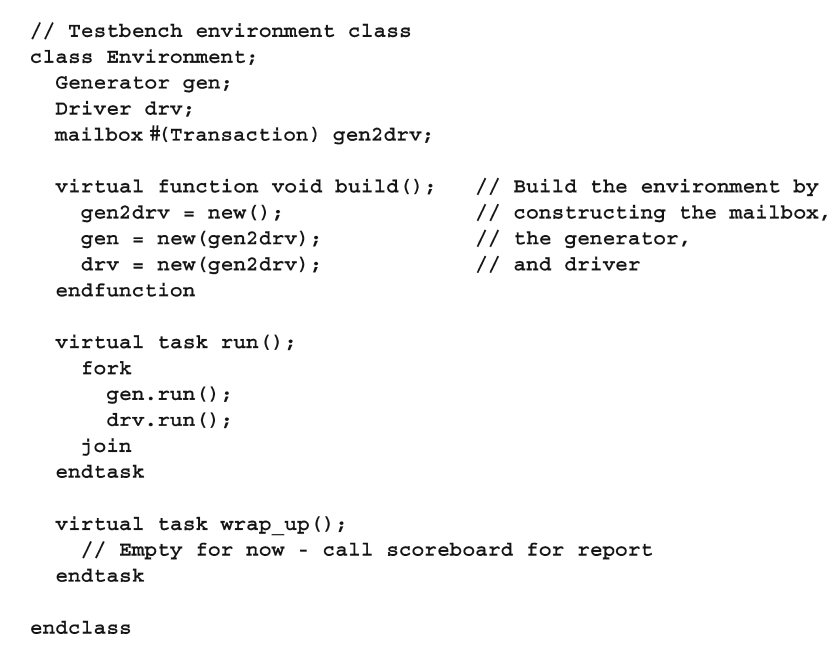 // Testbench environment class
class Environment;
  Generator gen;
  Driver drv;
  mailbox #(Transaction) gen2drv;

  virtual function void build();   // Build the environment by
    gen2drv = new();               // constructing the mailbox,
    gen = new(gen2drv);            // the generator,
    drv = new(gen2drv);            // and driver
  endfunction

  virtual task run();
    fork
      gen.run();
      drv.run();
    join
  endtask

  virtual task wrap_up();
    // Empty for now - call scoreboard for report
  endtask

endclass